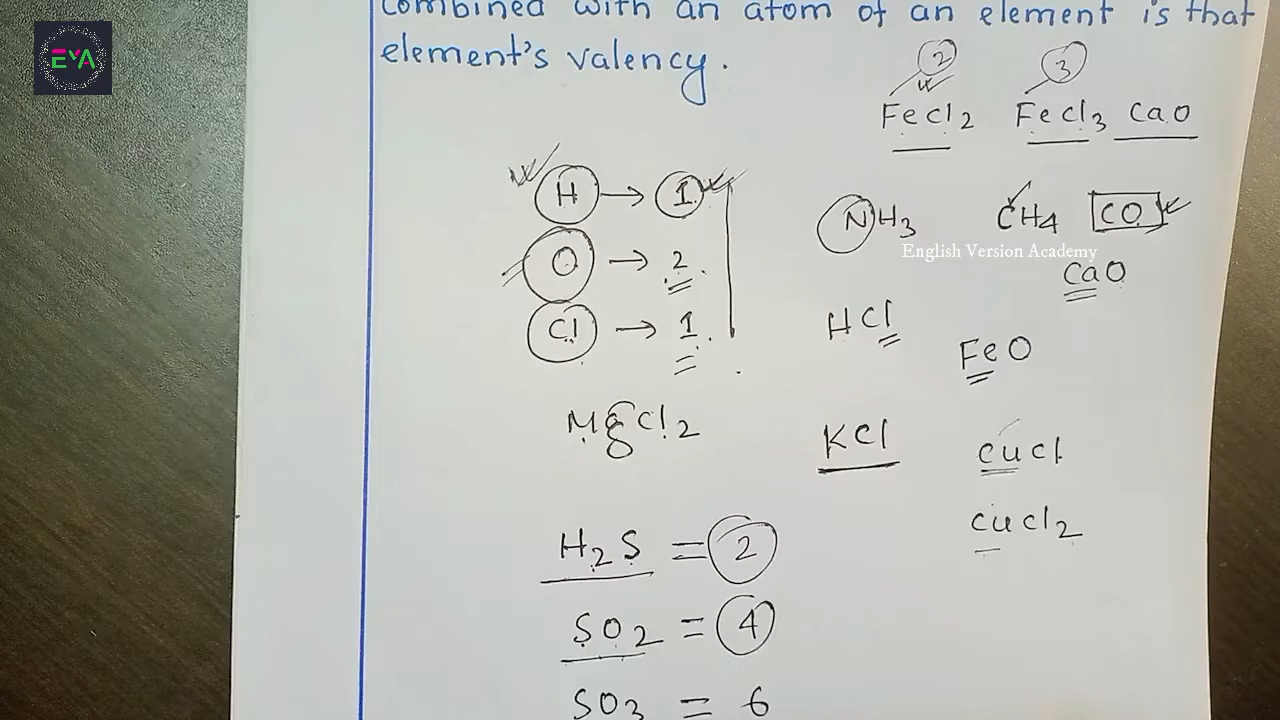 EVA
combined with an atom of an element is that
element's valency.
2 3
FeCl2 FeCl3 CaO
H → 1
NH3 CH4 CO
English Version Academy
O → 2
CaO
Cl → 1
HCl
FeO
MgCl2
KCl
CuCl
CuCl2
H2S = 2
SO2 = 4
SO3 = 6